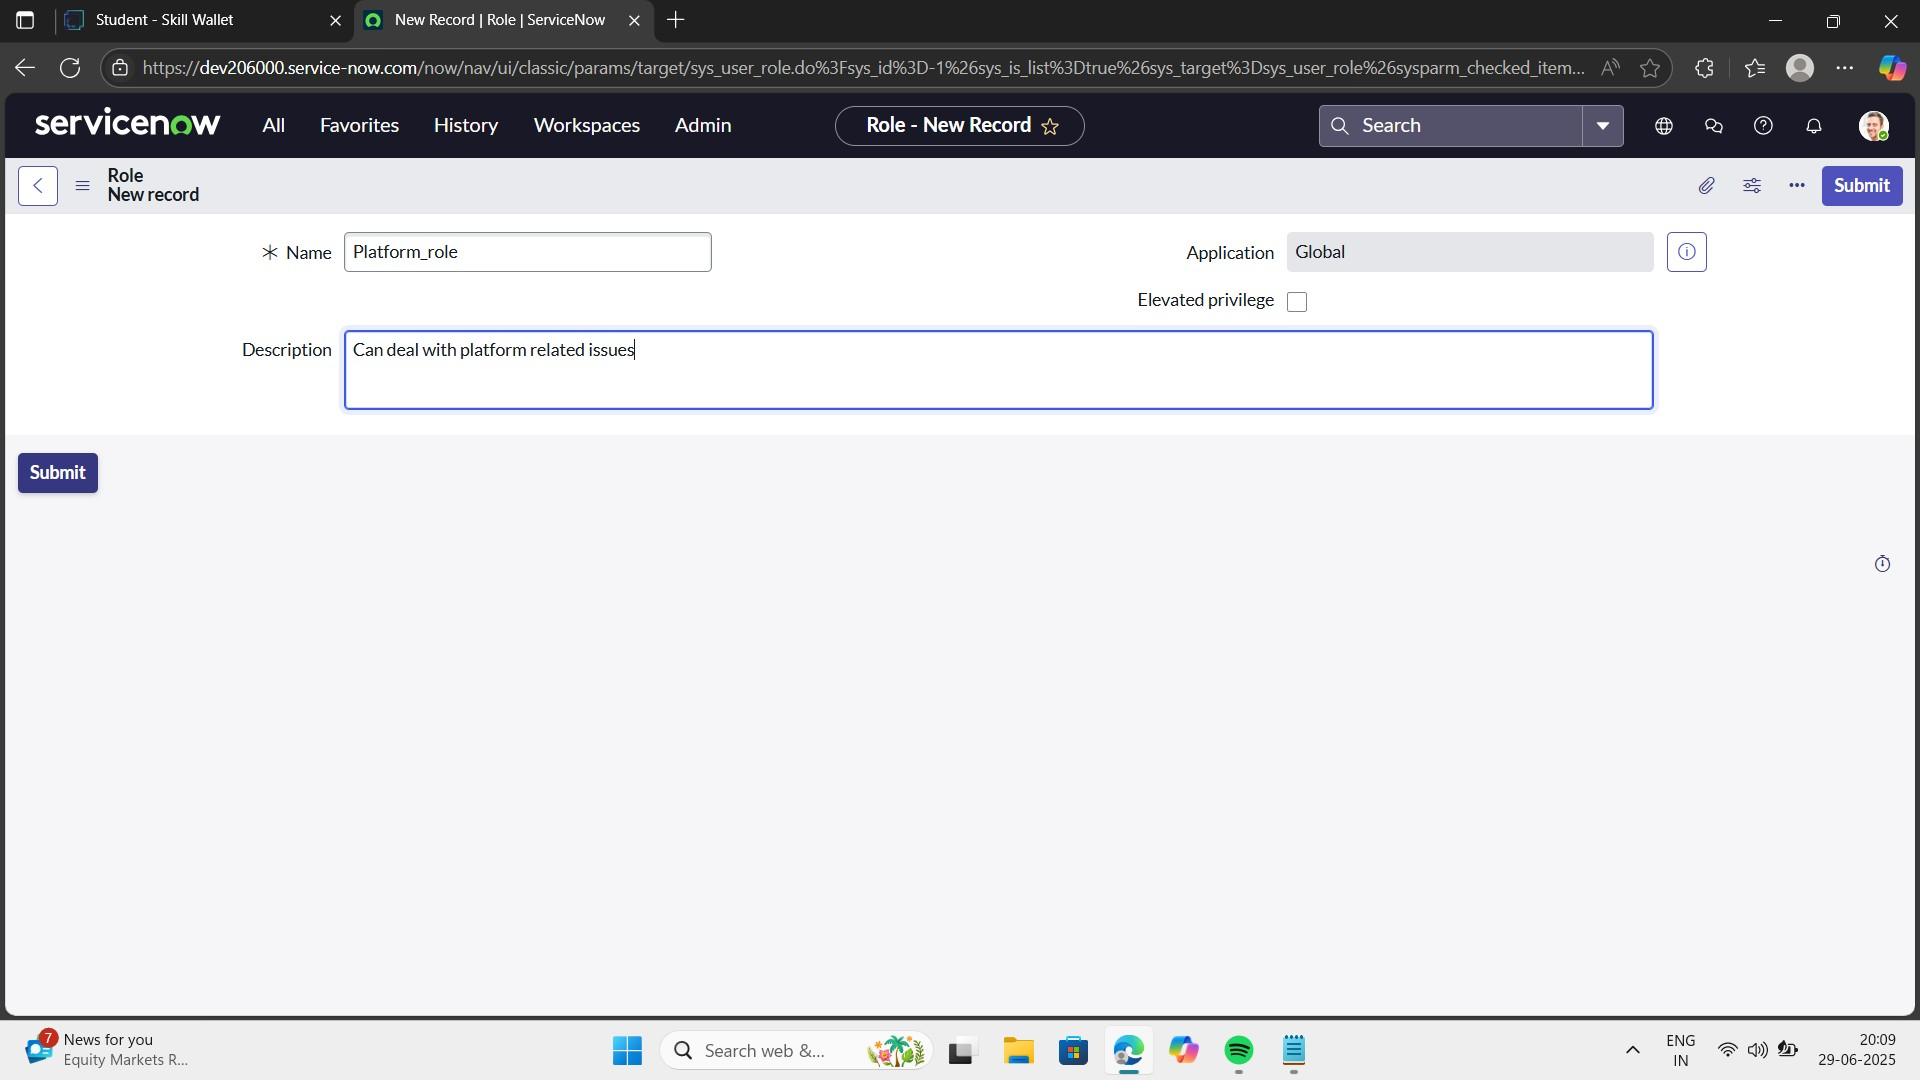 Student - Skill Wallet
New Record | Role | ServiceNow
https://dev206000.service-now.com/now/nav/ui/classic/params/target/sys_user_role.do%3Fsys_id%3D-1%26sys_is_list%3Dtrue%26sys_target%3Dsys_user_role%26sysparm_checked_item...
servicenow
All
Favorites
History
Workspaces
Admin
Role - New Record
Search
Role
New record
Submit
Name
Platform_role
Application
Global
Elevated privilege
Description
Can deal with platform related issues
Submit
7
News for you
Equity Markets R...
Search web &...
ENG
IN
20:09
29-06-2025